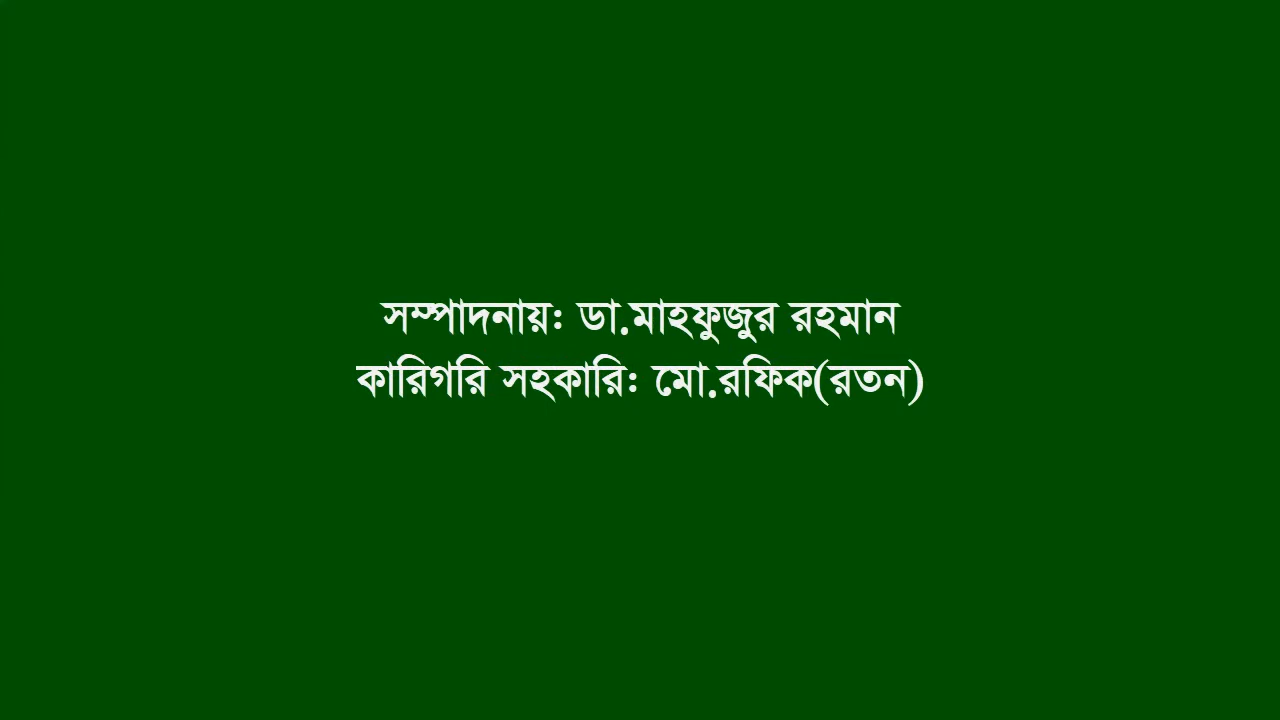 সম্পাদনায়ঃ ডা.মাহফুজুর রহমান
কারিগরি সহকারিঃ মো.রফিক(রতন)